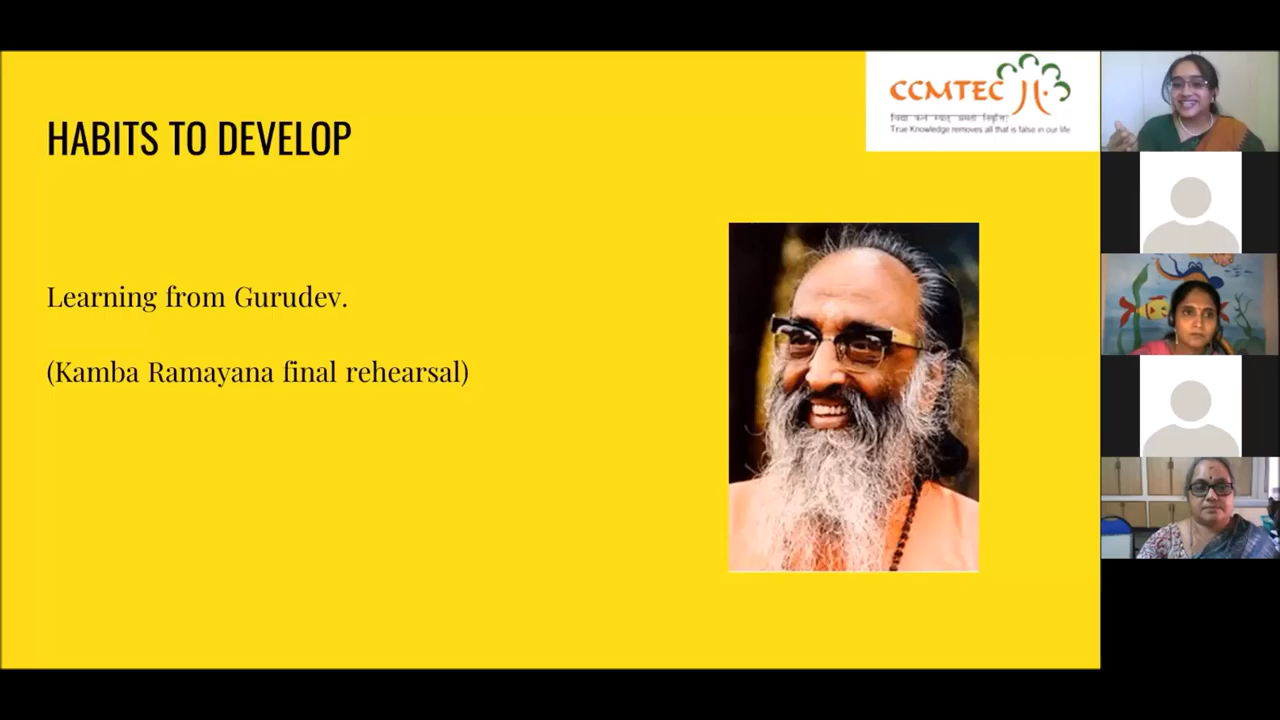 HABITS TO DEVELOP
CCMTEC
True Knowledge removes all that is false in our life
Learning from Gurudev.
(Kamba Ramayana final rehearsal)